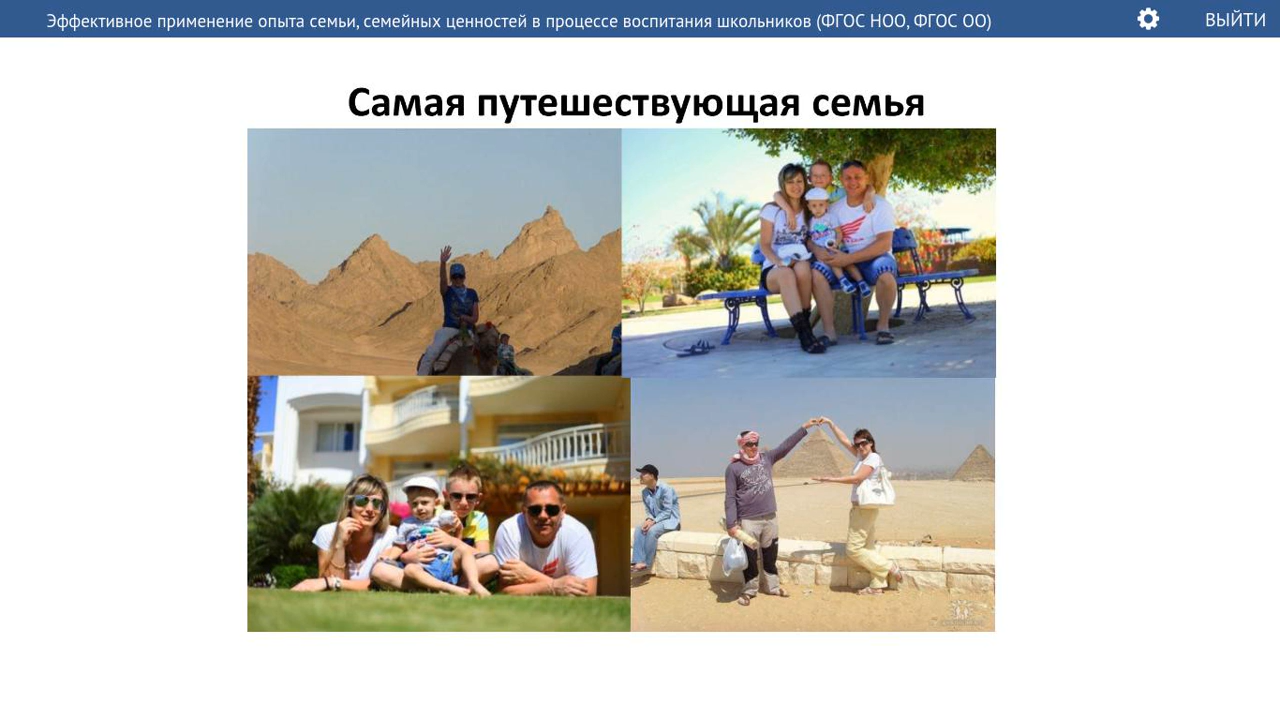 Эффективное применение опыта семьи, семейных ценностей в процессе воспитания школьников (ФГОС НОО, ФГОС ОО)
ВЫЙТИ
Самая путешествующая семья